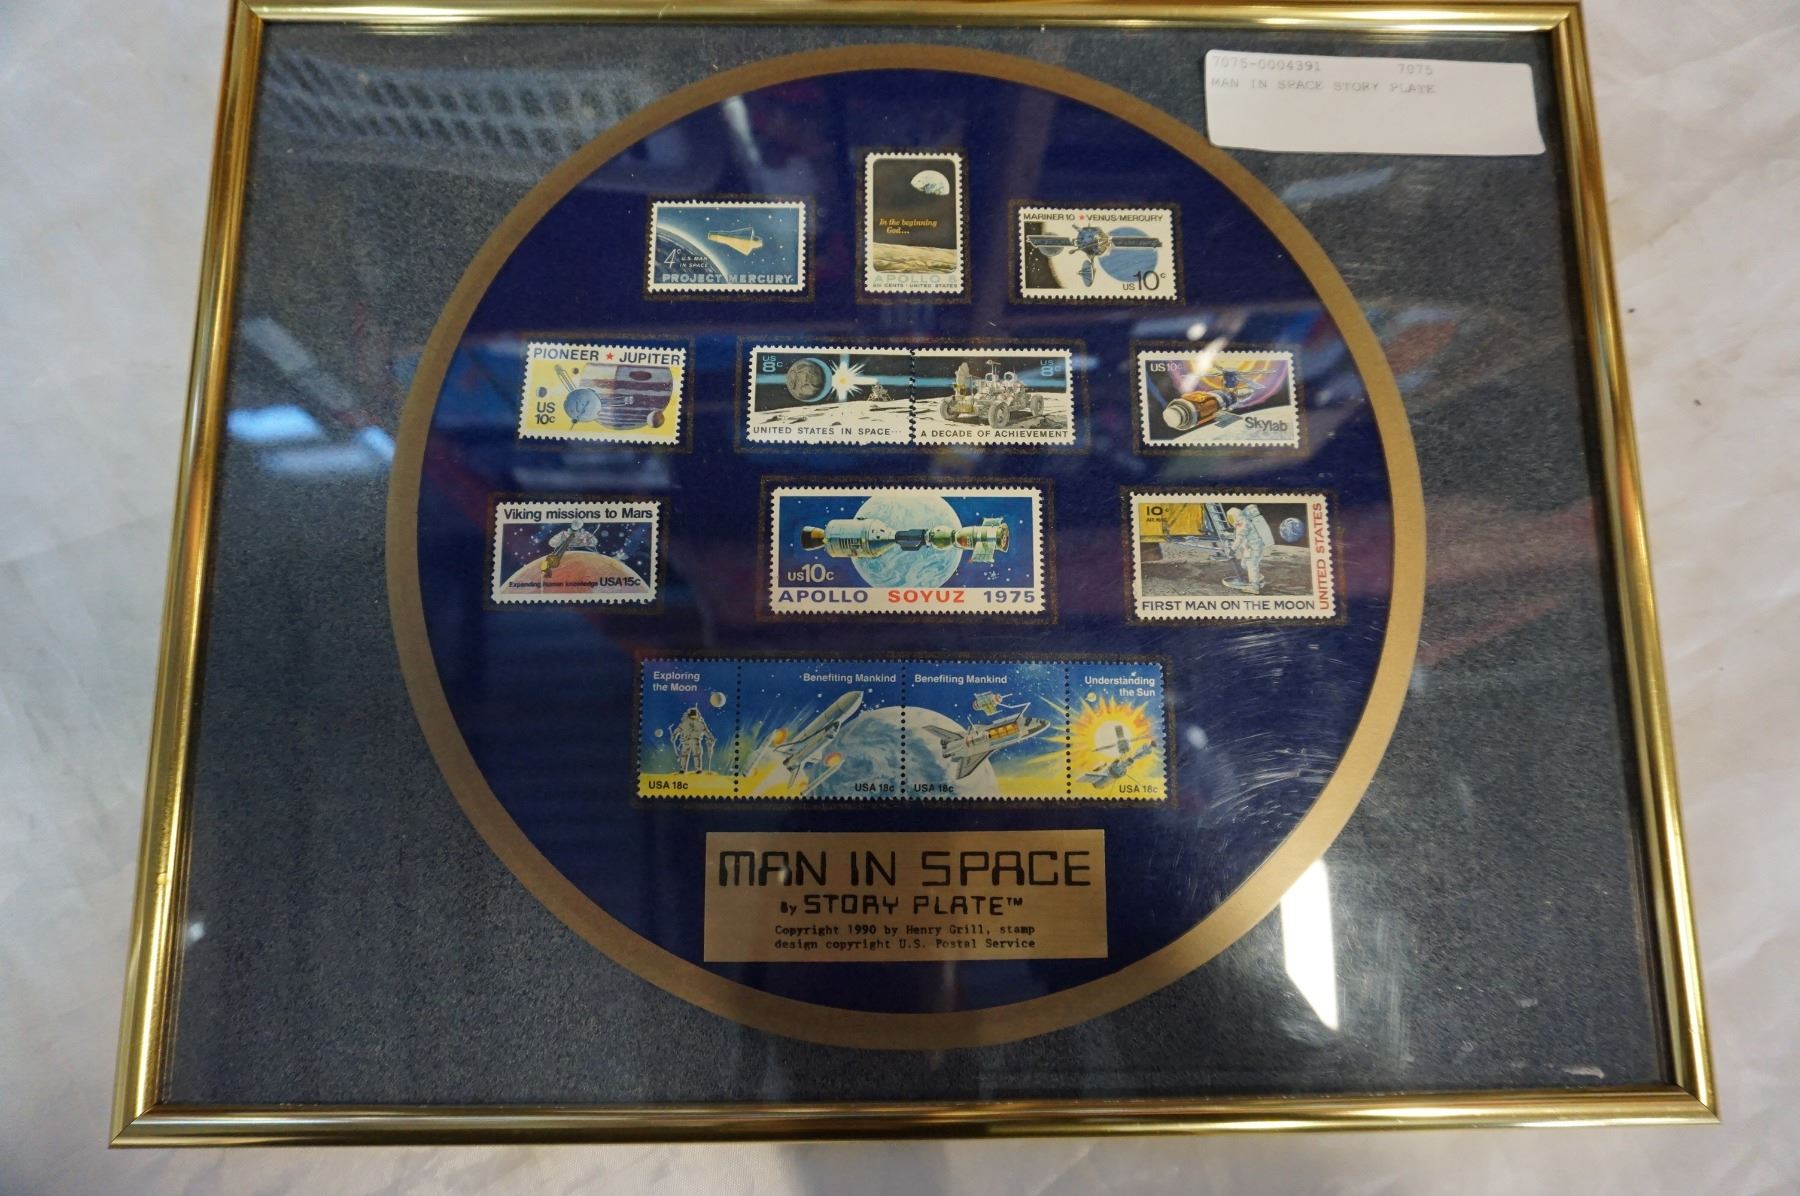 7075-0004391 7075
MAN IN SPACE STORY PLATE
4c U.S. MAN
IN SPACE
PROJECT MERCURY
In the beginning
God...
APOLLO 8
SIX CENTS · UNITED STATES
MARINER 10 ★ VENUS/MERCURY
US 10c
PIONEER ★ JUPITER
US
10c
US
8c
UNITED STATES IN SPACE...
US
8c
A DECADE OF ACHIEVEMENT
US 10c
Skylab
Viking missions to Mars
Expanding human knowledge USA 15c
US 10c
APOLLO SOYUZ 1975
10c
AIR MAIL
UNITED STATES
FIRST MAN ON THE MOON
Exploring
the Moon
USA 18c
Benefiting Mankind
USA 18c
Benefiting Mankind
USA 18c
Understanding
the Sun
USA 18c
MAN IN SPACE
By STORY PLATE™
Copyright 1990 by Henry Grill, stamp
design copyright U.S. Postal Service